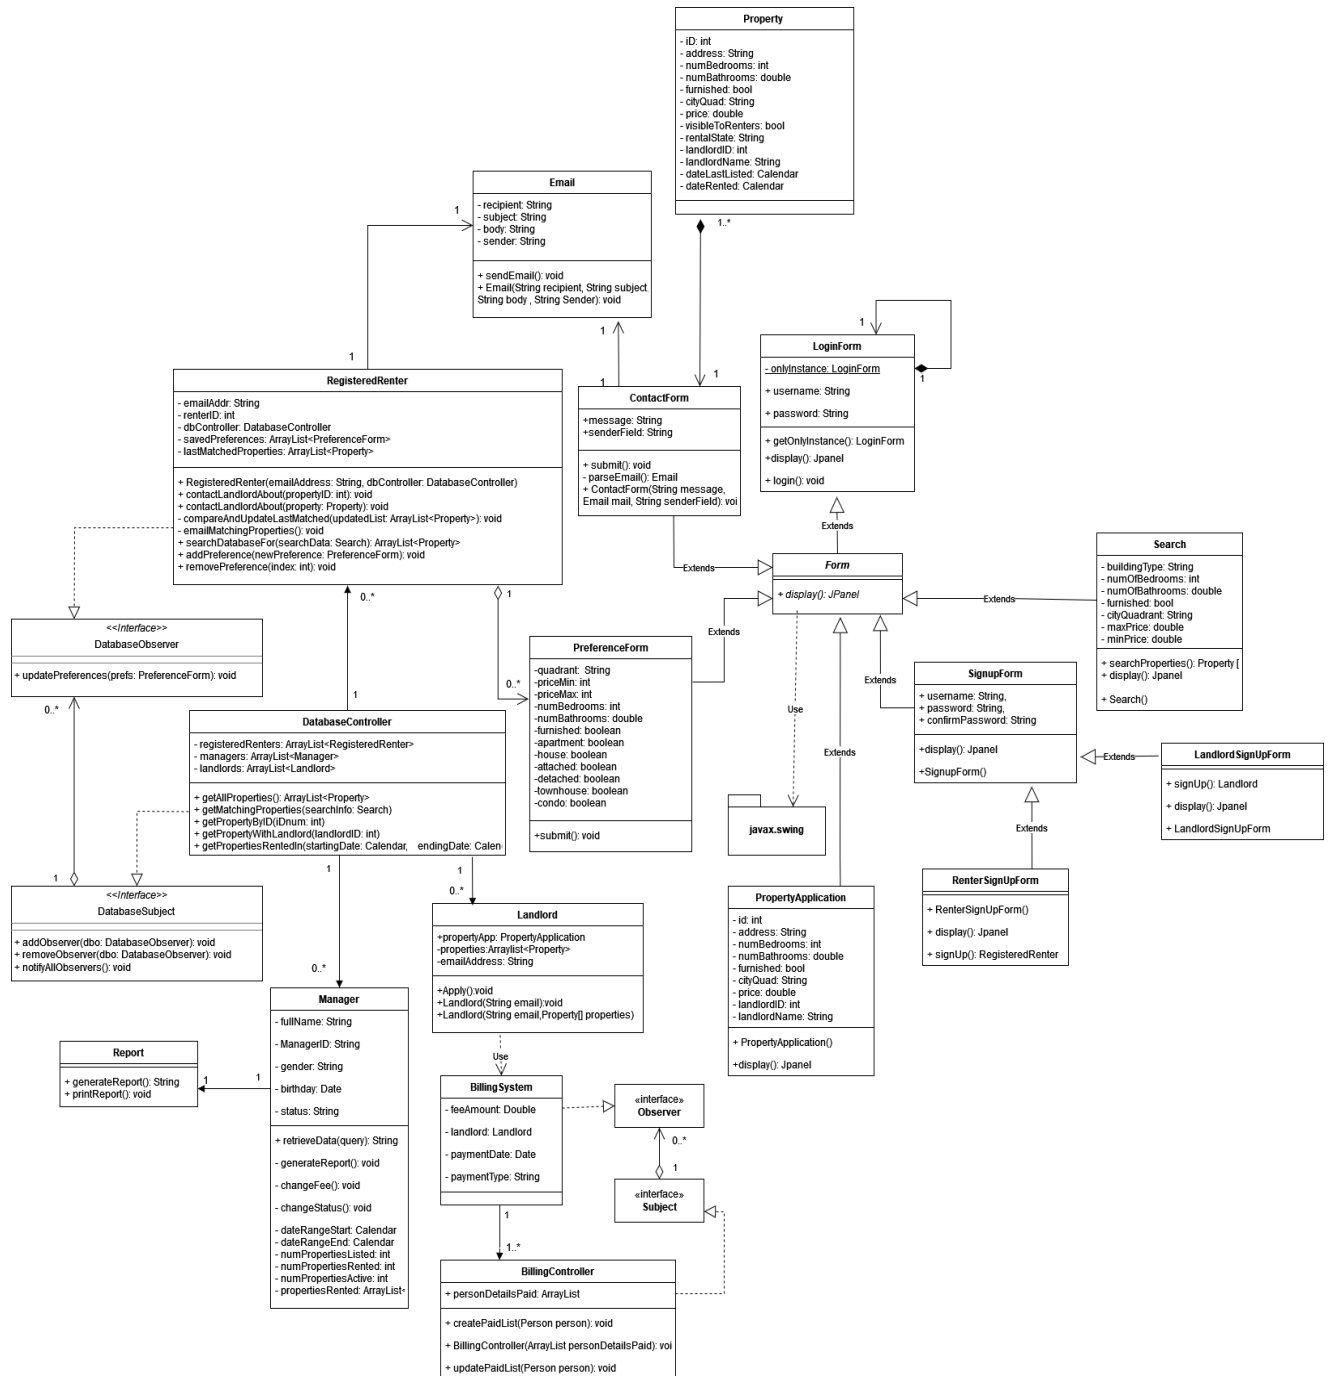 Property
- iD: int
- address: String
- numBedrooms: int
- numBathrooms: double
- furnished: bool
- cityQuad: String
- price: double
- visibleToRenters: bool
- rentalState: String
- landlordID: int
- landlordName: String
- dateLastListed: Calendar
- dateRented: Calendar
1..*
1
Email
- recipient: String
- subject: String
- body: String
- sender: String
+ sendEmail(): void
+ Email(String recipient, String subject
String body , String Sender): void
1
1
1
1
LoginForm
- onlyInstance: LoginForm
+ username: String
+ password: String
+ getOnlyInstance(): LoginForm
+display(): Jpanel
+ login(): void
1
1
Extends
RegisteredRenter
- emailAddr: String
- renterID: int
- dbController: DatabaseController
- savedPreferences: ArrayList<PreferenceForm>
- lastMatchedProperties: ArrayList<Property>
+ RegisteredRenter(emailAddress: String, dbController: DatabaseController)
+ contactLandlordAbout(propertyID: int): void
+ contactLandlordAbout(property: Property): void
- compareAndUpdateLastMatched(updatedList: ArrayList<Property>): void
- emailMatchingProperties(): void
+ searchDatabaseFor(searchData: Search): ArrayList<Property>
+ addPreference(newPreference: PreferenceForm): void
+ removePreference(index: int): void
0..*
1
1
0..*
ContactForm
+message: String
+senderField: String
+ submit(): void
- parseEmail(): Email
+ ContactForm(String message,
Email mail, String senderField): voi
Extends
Form
+ display(): JPanel
Extends
Search
- buildingType: String
- numOfBedrooms: int
- numOfBathrooms: double
- furnished: bool
- cityQuadrant: String
- maxPrice: double
- minPrice: double
+ searchProperties(): Property [
+ display(): Jpanel
+ Search()
<<Interface>>
DatabaseObserver
+ updatePreferences(prefs: PreferenceForm): void
0..*
1
PreferenceForm
-quadrant: String
-priceMin: int
-priceMax: int
-numBedrooms: int
-numBathrooms: double
-furnished: boolean
-apartment: boolean
-house: boolean
-attached: boolean
-detached: boolean
-townhouse: boolean
-condo: boolean
+submit(): void
Extends
Use
javax.swing
Extends
Extends
SignupForm
+ username: String,
+ password: String,
+ confirmPassword: String
+display(): Jpanel
+SignupForm()
Extends
Extends
LandlordSignUpForm
+ signUp(): Landlord
+ display(): Jpanel
+ LandlordSignUpForm
RenterSignUpForm
+ RenterSignUpForm()
+ display(): Jpanel
+ signUp(): RegisteredRenter
DatabaseController
- registeredRenters: ArrayList<RegisteredRenter>
- managers: ArrayList<Manager>
- landlords: ArrayList<Landlord>
+ getAllProperties(): ArrayList<Property>
+ getMatchingProperties(searchInfo: Search)
+ getPropertyByID(iDnum: int)
+ getPropertyWithLandlord(landlordID: int)
+ getPropertiesRentedIn(startingDate: Calendar, endingDate: Calen
1
0..*
1
0..*
<<Interface>>
DatabaseSubject
+ addObserver(dbo: DatabaseObserver): void
+ removeObserver(dbo: DatabaseObserver): void
+ notifyAllObservers(): void
Landlord
+propertyApp: PropertyApplication
-properties:Arraylist<Property>
-emailAddress: String
+Apply():void
+Landlord(String email):void
+Landlord(String email,Property[] properties)
Use
PropertyApplication
- id: int
- address: String
- numBedrooms: int
- numBathrooms: double
- furnished: bool
- cityQuad: String
- price: double
- landlordID: int
- landlordName: String
+ PropertyApplication()
+display(): Jpanel
Manager
- fullName: String
- ManagerID: String
- gender: String
- birthday: Date
- status: String
+ retrieveData(query): String
- generateReport(): void
- changeFee(): void
- changeStatus(): void
- dateRangeStart: Calendar
- dateRangeEnd: Calendar
- numPropertiesListed: int
- numPropertiesRented: int
- numPropertiesActive: int
- propertiesRented: ArrayList<
Report
+ generateReport(): String
+ printReport(): void
1
1
BillingSystem
- feeAmount: Double
- landlord: Landlord
- paymentDate: Date
- paymentType: String
1
1..*
«interface»
Observer
0..*
1
«interface»
Subject
BillingController
+ personDetailsPaid: ArrayList
+ createPaidList(Person person): void
+ BillingController(ArrayList personDetailsPaid): voi
+ updatePaidList(Person person): void